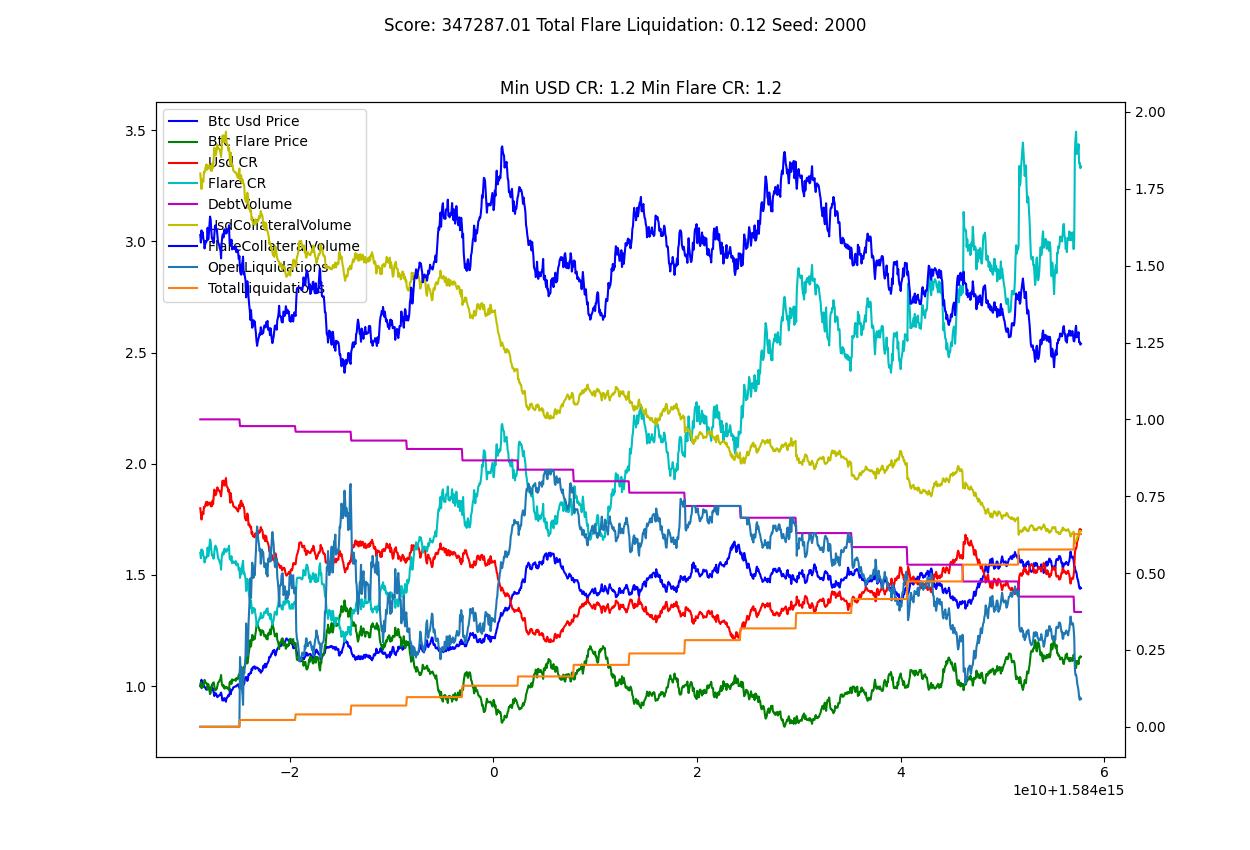 Score: 347287.01 Total Flare Liquidation: 0.12 Seed: 2000
Min USD CR: 1.2 Min Flare CR: 1.2
Btc Usd Price
Btc Flare Price
Usd CR
Flare CR
DebtVolume
UsdCollateralVolume
FlareCollateralVolume
OpenLiquidations
TotalLiquidations
3.5
3.0
2.5
2.0
1.5
1.0
2.00
1.75
1.50
1.25
1.00
0.75
0.50
0.25
0.00
−2
0
2
4
6
1e10+1.584e15